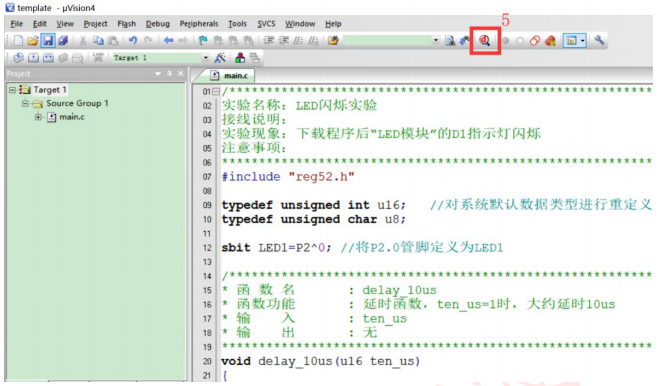 template - µVision4
File Edit View Project Flash Debug Peripherals Tools SVCS Window Help
5
Target 1
Project
main.c
Target 1
Source Group 1
main.c
01 /****************************************************
02 实验名称：LED闪烁实验
03 接线说明：
04 实验现象：下载程序后“LED模块”的D1指示灯闪烁
05 注意事项：
06 ****************************************************
07 #include "reg52.h"
08
09 typedef unsigned int u16; //对系统默认数据类型进行重定义
10 typedef unsigned char u8;
11
12 sbit LED1=P2^0; //将P2.0管脚定义为LED1
13
14 /****************************************************
15 * 函 数 名 : delay_10us
16 * 函数功能 : 延时函数，ten_us=1时，大约延时10us
17 * 输 入 : ten_us
18 * 输 出 : 无
19 ****************************************************
20 void delay_10us(u16 ten_us)
21 {